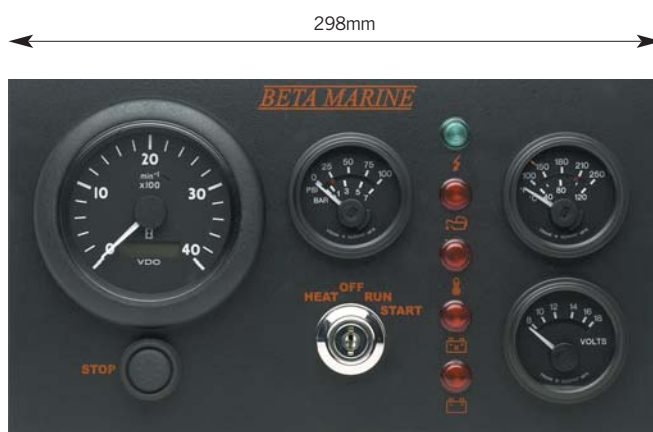 298mm
BETA MARINE
0 10 20 30 40
min⁻¹
x100
VDO
0 25 50 75 100
PSI
BAR
1 3 5 7
100 150 180 210 250
°F
°C
40 80 120
HEAT OFF RUN START
STOP
8 10 12 14 16 18
VOLTS